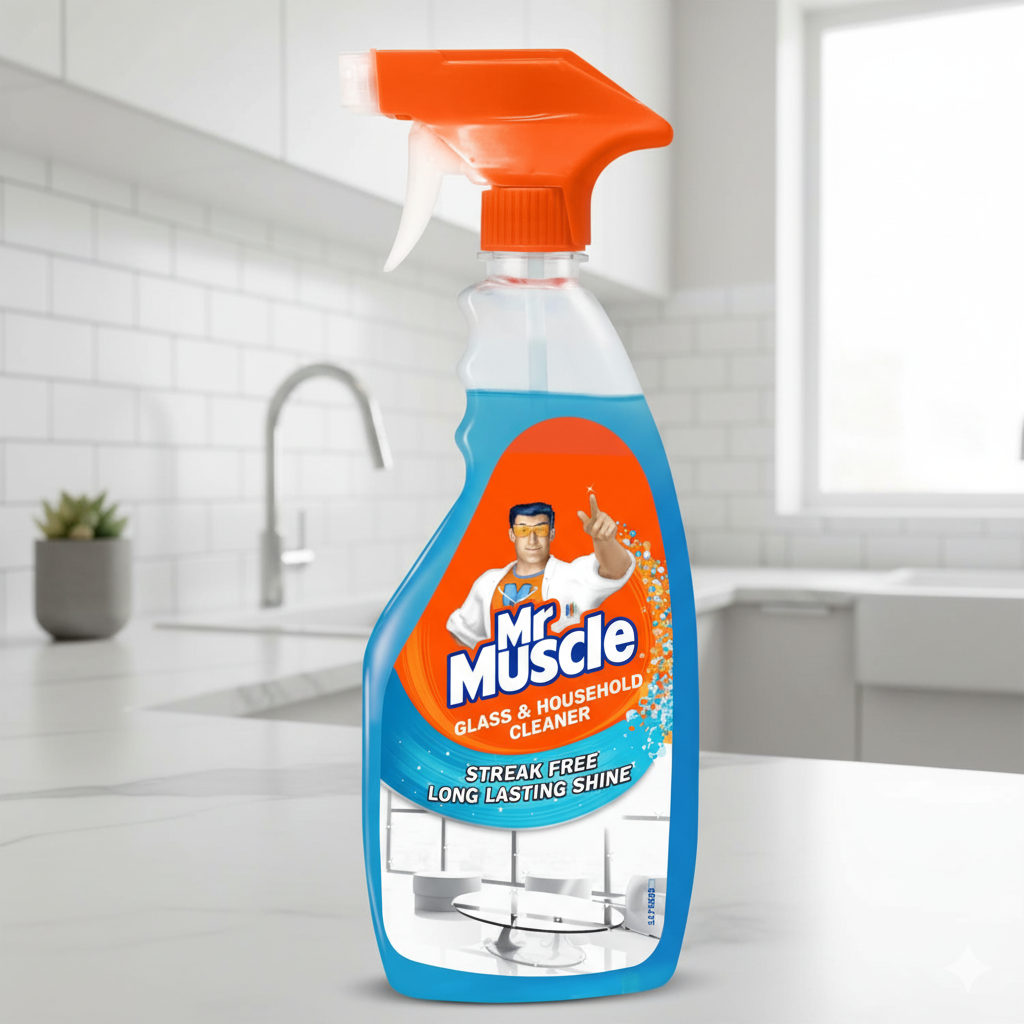 Mr
Muscle
GLASS & HOUSEHOLD
CLEANER
STREAK FREE
LONG LASTING SHINE